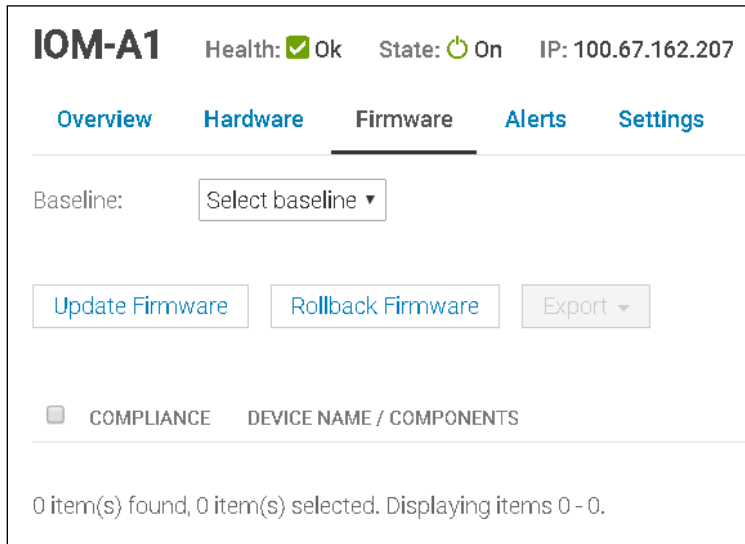 IOM-A1 Health: Ok State: On IP: 100.67.162.207
Overview Hardware Firmware Alerts Settings
Baseline: Select baseline
Update Firmware Rollback Firmware Export
COMPLIANCE DEVICE NAME / COMPONENTS
0 item(s) found, 0 item(s) selected. Displaying items 0 - 0.